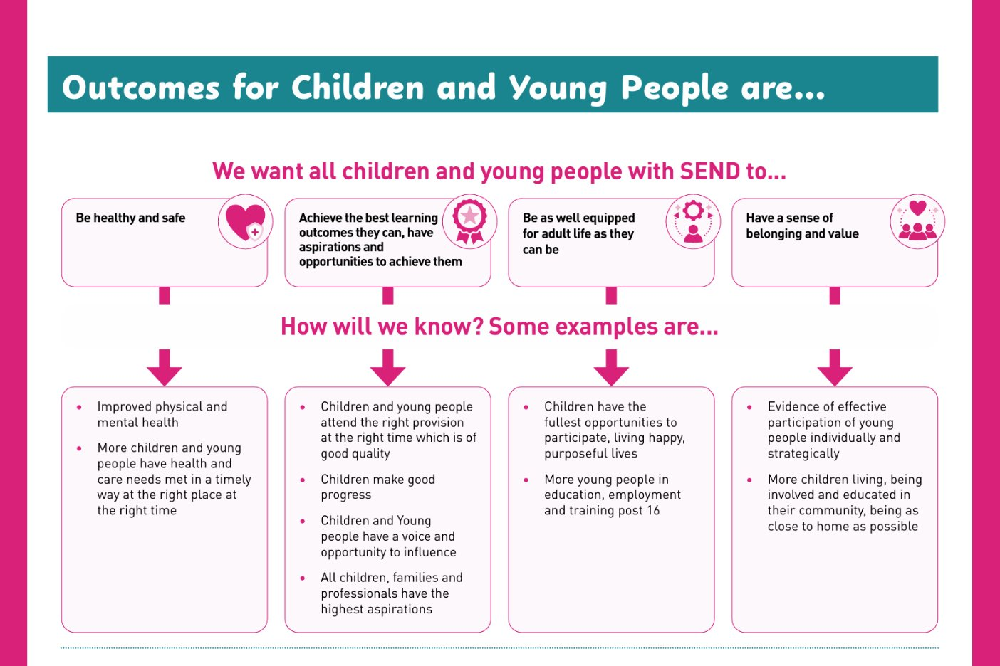 Outcomes for Children and Young People are...
We want all children and young people with SEND to...
Be healthy and safe
Achieve the best learning
outcomes they can, have
aspirations and
opportunities to achieve them
Be as well equipped
for adult life as they
can be
Have a sense of
belonging and value
How will we know? Some examples are...
• Improved physical and
mental health
• More children and young
people have health and
care needs met in a timely
way at the right place at
the right time
• Children and young people
attend the right provision
at the right time which is of
good quality
• Children make good
progress
• Children and Young
people have a voice and
opportunity to influence
• All children, families and
professionals have the
highest aspirations
• Children have the
fullest opportunities to
participate, living happy,
purposeful lives
• More young people in
education, employment
and training post 16
• Evidence of effective
participation of young
people individually and
strategically
• More children living, being
involved and educated in
their community, being as
close to home as possible